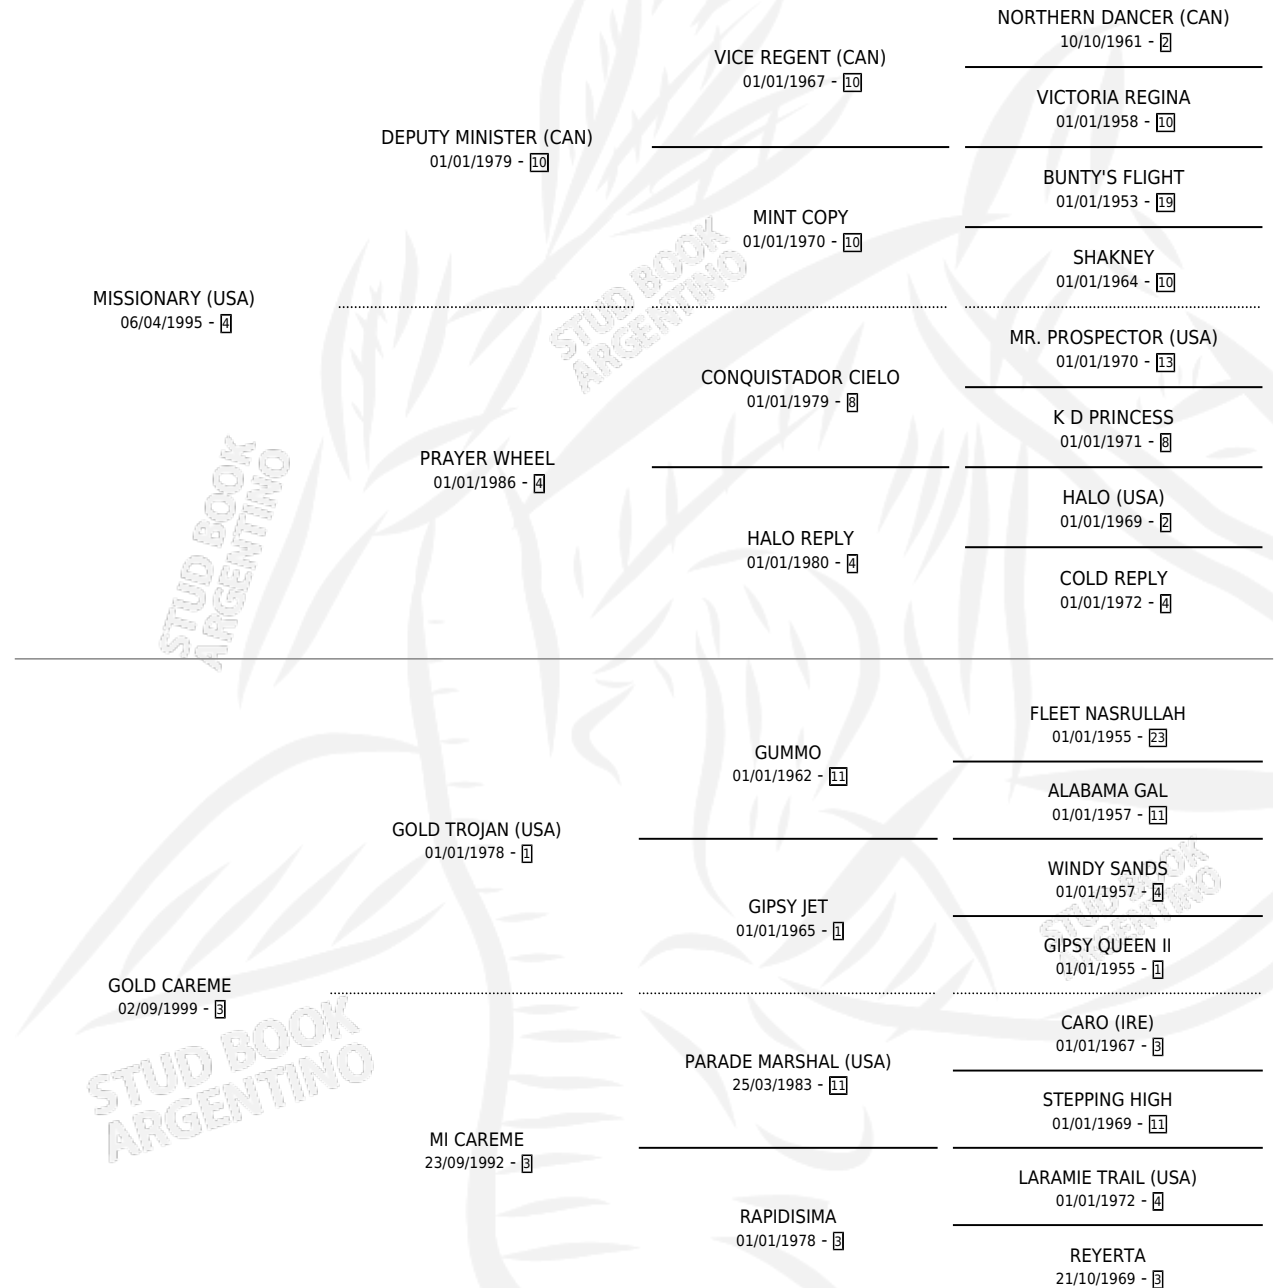 NORTHERN DANCER (CAN)
10/10/1961 - 2
VICE REGENT (CAN)
01/01/1967 - 10
VICTORIA REGINA
01/01/1958 - 10
DEPUTY MINISTER (CAN)
01/01/1979 - 10
BUNTY'S FLIGHT
01/01/1953 - 19
MINT COPY
01/01/1970 - 10
SHAKNEY
01/01/1964 - 10
MISSIONARY (USA)
06/04/1995 - 4
MR. PROSPECTOR (USA)
01/01/1970 - 13
CONQUISTADOR CIELO
01/01/1979 - 8
K D PRINCESS
01/01/1971 - 8
PRAYER WHEEL
01/01/1986 - 4
HALO (USA)
01/01/1969 - 2
HALO REPLY
01/01/1980 - 4
COLD REPLY
01/01/1972 - 4
STUD BOOK
ARGENTINO
STUD BOOK
ARGENTINO
FLEET NASRULLAH
01/01/1955 - 23
GUMMO
01/01/1962 - 11
ALABAMA GAL
01/01/1957 - 11
GOLD TROJAN (USA)
01/01/1978 - 1
WINDY SANDS
01/01/1957 - 4
GIPSY JET
01/01/1965 - 1
GIPSY QUEEN II
01/01/1955 - 1
GOLD CAREME
02/09/1999 - 3
CARO (IRE)
01/01/1967 - 3
PARADE MARSHAL (USA)
25/03/1983 - 11
STEPPING HIGH
01/01/1969 - 11
MI CAREME
23/09/1992 - 3
LARAMIE TRAIL (USA)
01/01/1972 - 4
RAPIDISIMA
01/01/1978 - 3
REYERTA
21/10/1969 - 3
STUD BOOK
ARGENTINO
STUD BOOK
ARGENTINO